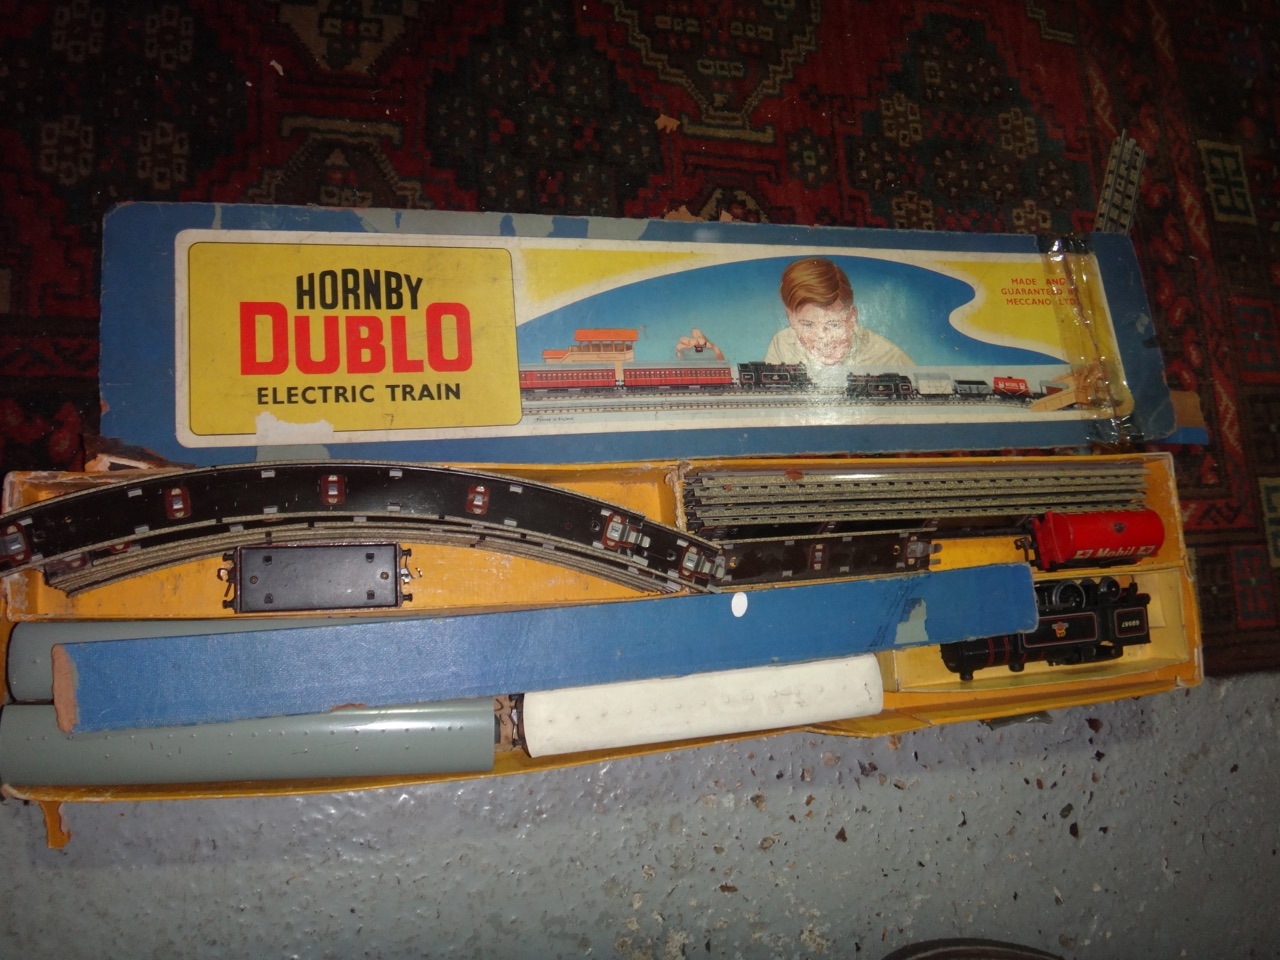 HORNBY
DUBLO
ELECTRIC TRAIN
MADE AND
GUARANTEED
MECCANO LTD
Mobil